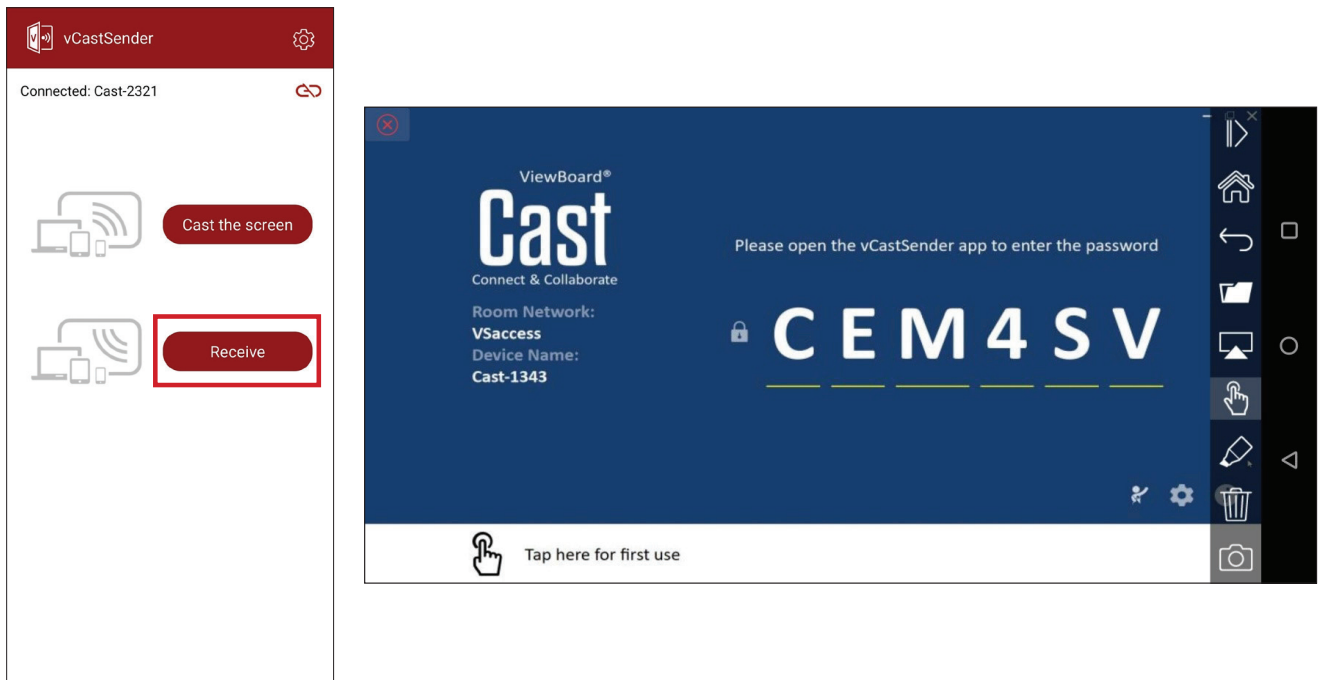 vCastSender
Connected: Cast-2321
Cast the screen
Receive
ViewBoard®
Cast
Connect & Collaborate
Room Network:
VSaccess
Device Name:
Cast-1343
Please open the vCastSender app to enter the password
CEM4SV
Tap here for first use